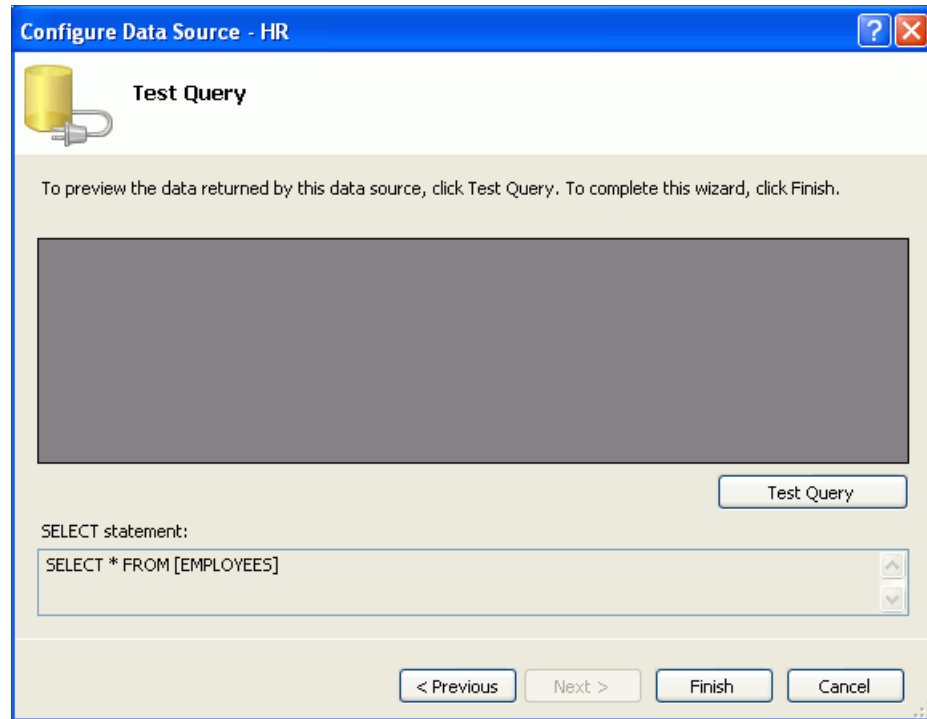 Configure Data Source - HR
Test Query
To preview the data returned by this data source, click Test Query. To complete this wizard, click Finish.
Test Query
SELECT statement:
SELECT * FROM [EMPLOYEES]
< Previous
Next >
Finish
Cancel